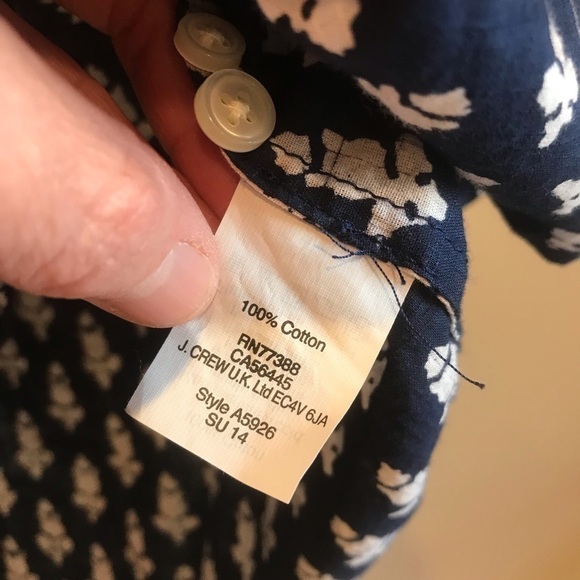 100% Cotton
RN77388
CA56445
J. CREW U.K. Ltd EC4V 6JA
Style A5926
SU 14